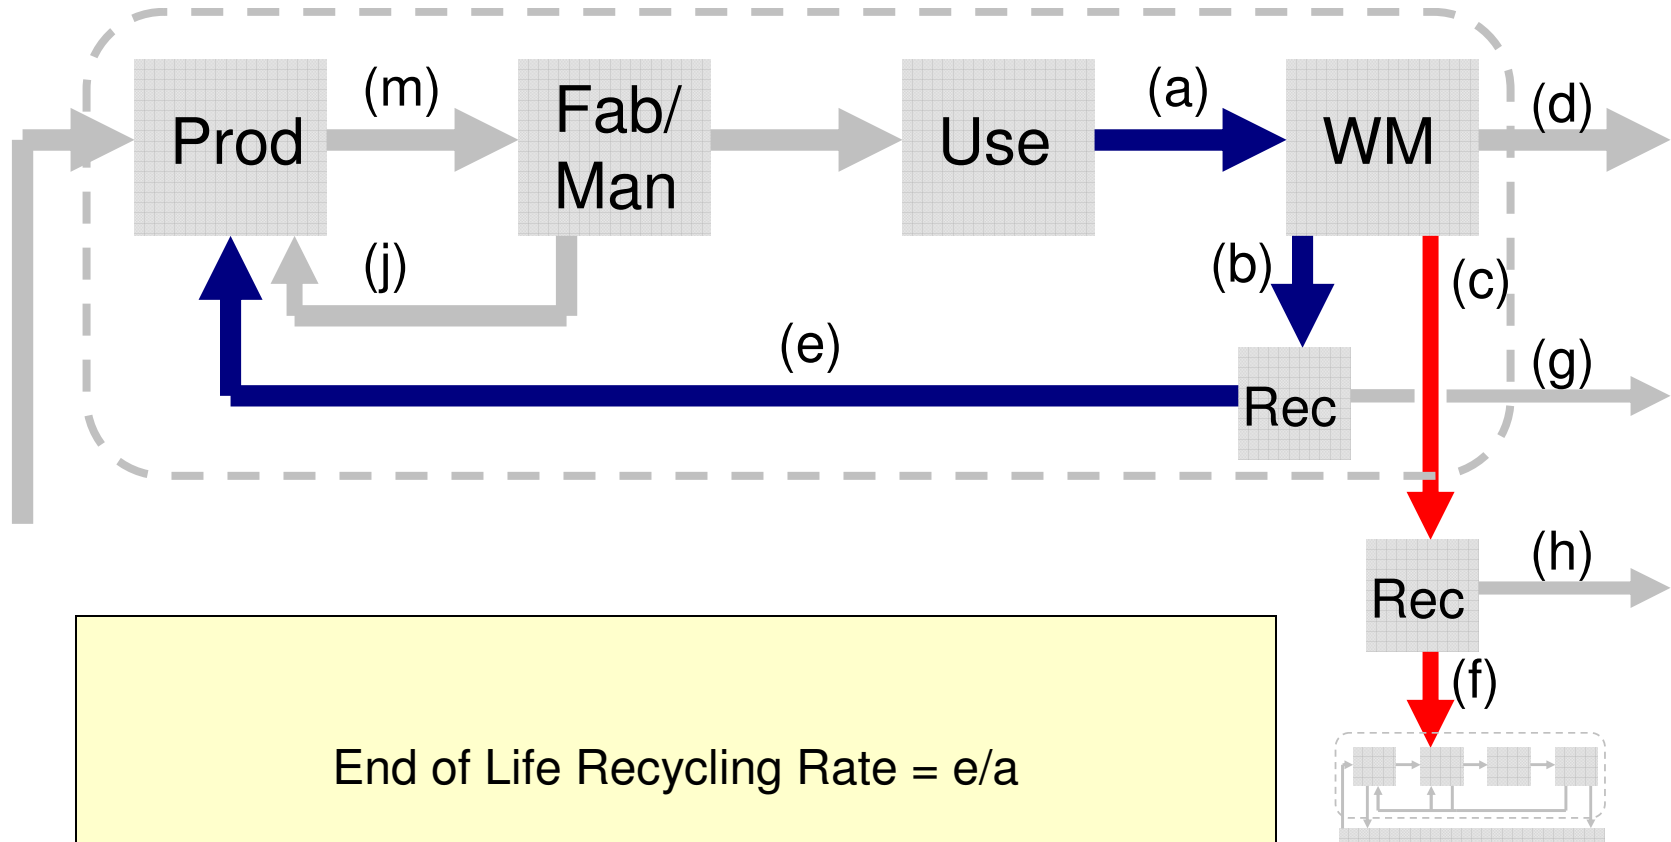 (m)
(a)
(d)
Prod
Fab/
Man
Use
WM
(j)
(b)
(c)
(e)
(g)
Rec
(h)
Rec
(f)
End of Life Recycling Rate = e/a